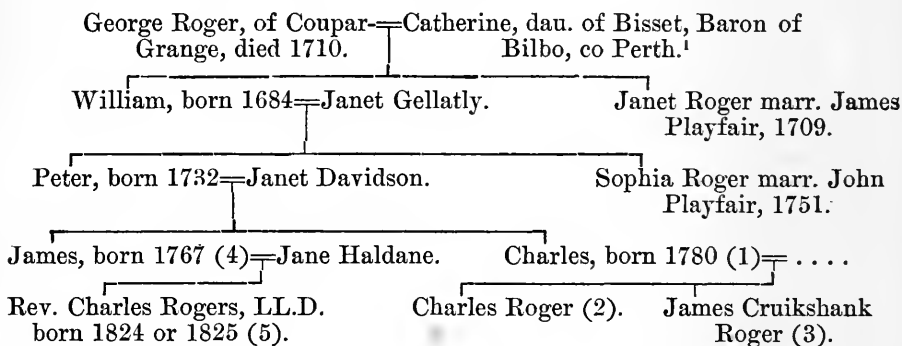 George Roger, of Coupar-Grange, died 1710.
Catherine, dau. of Bisset, Baron of Bilbo, co Perth.¹
William, born 1684=Janet Gellatly.
Janet Roger marr. James Playfair, 1709.
Peter, born 1732=Janet Davidson.
Sophia Roger marr. John Playfair, 1751.
James, born 1767 (4)=Jane Haldane.
Charles, born 1780 (1)= . . . .
Rev. Charles Rogers, LL.D. born 1824 or 1825 (5).
Charles Roger (2).
James Cruikshank Roger (3).